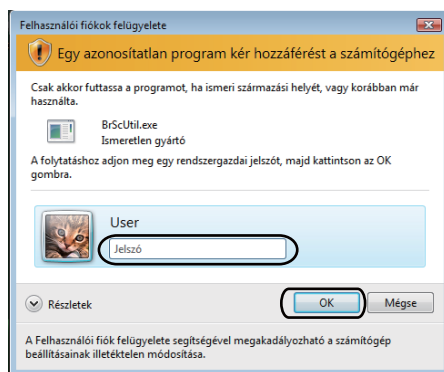 Felhasználói fiókok felügyelete
Egy azonosítatlan program kér hozzáférést a számítógéphez
Csak akkor futtassa a programot, ha ismeri származási helyét, vagy korábban már
használta.
BrScUtil.exe
Ismeretlen gyártó
A folytatáshoz adjon meg egy rendszergazdai jelszót, majd kattintson az OK
gombra.
User
Jelszó
Részletek
OK
Mégse
A Felhasználói fiók felügyelete segítségével megakadályozható a számítógép
beállításainak illetéktelen módosítása.